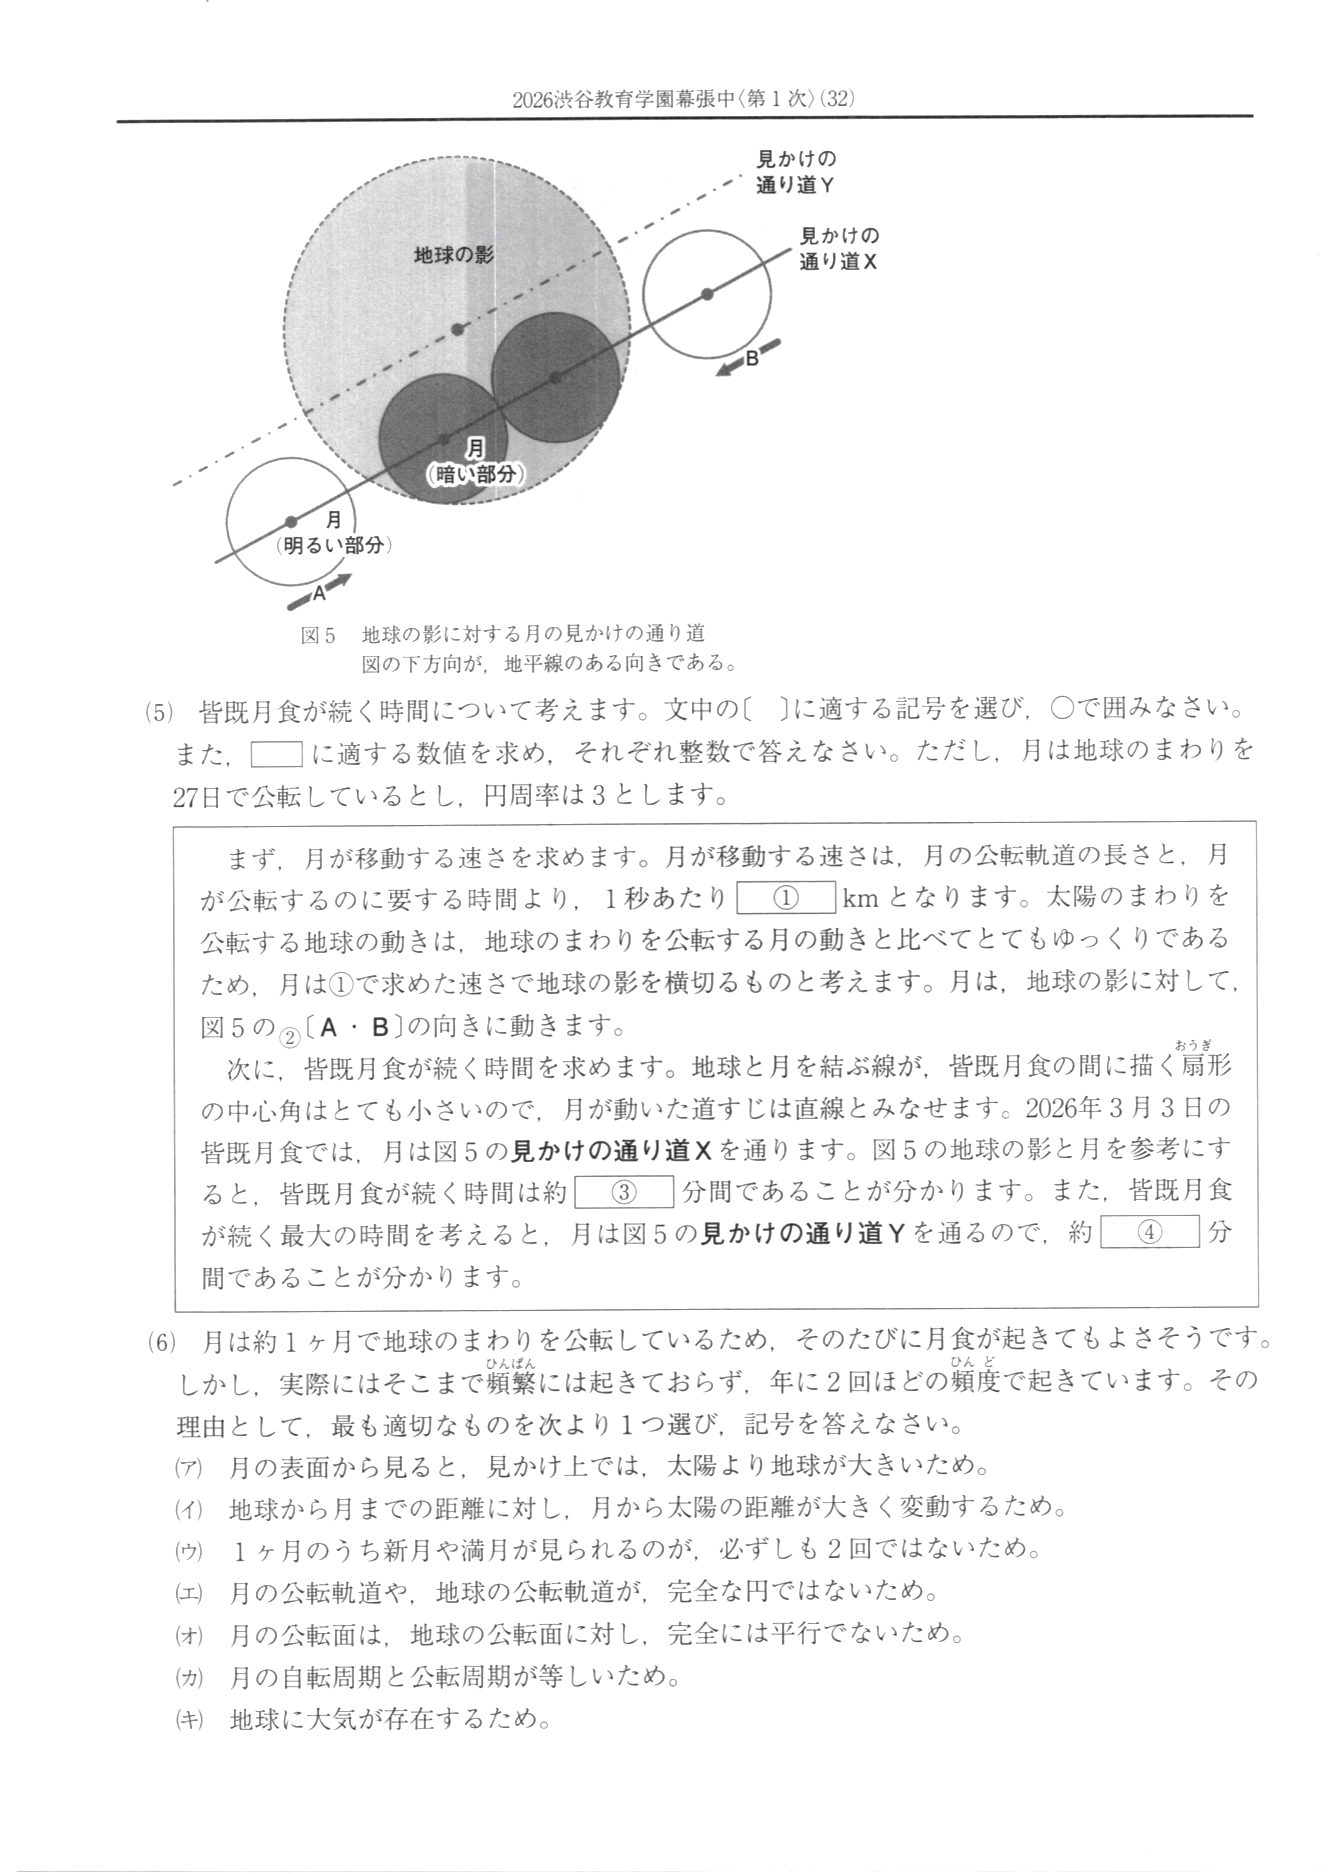 2026渋谷教育学園幕張中〈第1次〉(32)
見かけの
通り道Y
見かけの
通り道X
地球の影
B
月
(暗い部分)
月
(明るい部分)
A
図5 地球の影に対する月の見かけの通り道
図の下方向が，地平線のある向きである。
(5) 皆既月食が続く時間について考えます。文中の〔 〕に適する記号を選び，○で囲みなさい。
また，□に適する数値を求め，それぞれ整数で答えなさい。ただし，月は地球のまわりを
27日で公転しているとし，円周率は3とします。
まず，月が移動する速さを求めます。月が移動する速さは，月の公転軌道の長さと，月
が公転するのに要する時間より，1秒あたり ① kmとなります。太陽のまわりを
公転する地球の動きは，地球のまわりを公転する月の動きと比べてとてもゆっくりである
ため，月は①で求めた速さで地球の影を横切るものと考えます。月は，地球の影に対して，
図5の②〔A・B〕の向きに動きます。
おうぎ
次に，皆既月食が続く時間を求めます。地球と月を結ぶ線が，皆既月食の間に描く扇形
の中心角はとても小さいので，月が動いた道すじは直線とみなせます。2026年3月3日の
皆既月食では，月は図5の見かけの通り道Xを通ります。図5の地球の影と月を参考にす
ると，皆既月食が続く時間は約 ③ 分間であることが分かります。また，皆既月食
が続く最大の時間を考えると，月は図5の見かけの通り道Yを通るので，約 ④ 分
間であることが分かります。
(6) 月は約1ヶ月で地球のまわりを公転しているため，そのたびに月食が起きてもよさそうです。
ひんぱん ひんど
しかし，実際にはそこまで頻繁には起きておらず，年に2回ほどの頻度で起きています。その
理由として，最も適切なものを次より1つ選び，記号を答えなさい。
(ア) 月の表面から見ると，見かけ上では，太陽より地球が大きいため。
(イ) 地球から月までの距離に対し，月から太陽の距離が大きく変動するため。
(ウ) 1ヶ月のうち新月や満月が見られるのが，必ずしも2回ではないため。
(エ) 月の公転軌道や，地球の公転軌道が，完全な円ではないため。
(オ) 月の公転面は，地球の公転面に対し，完全には平行でないため。
(カ) 月の自転周期と公転周期が等しいため。
(キ) 地球に大気が存在するため。